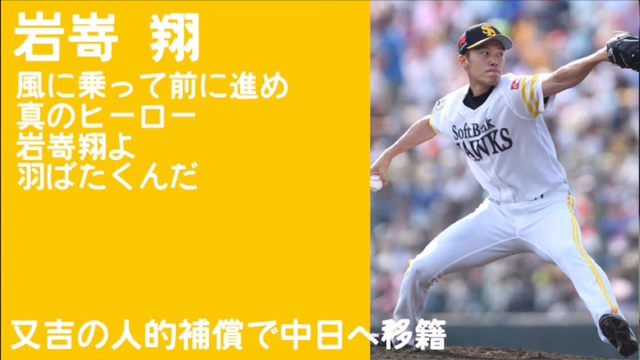 岩嵜 翔
風に乗って前に進め
真のヒーロー
岩嵜翔よ
羽ばたくんだ
SoftBank
HAWKS
又吉の人的補償で中日へ移籍